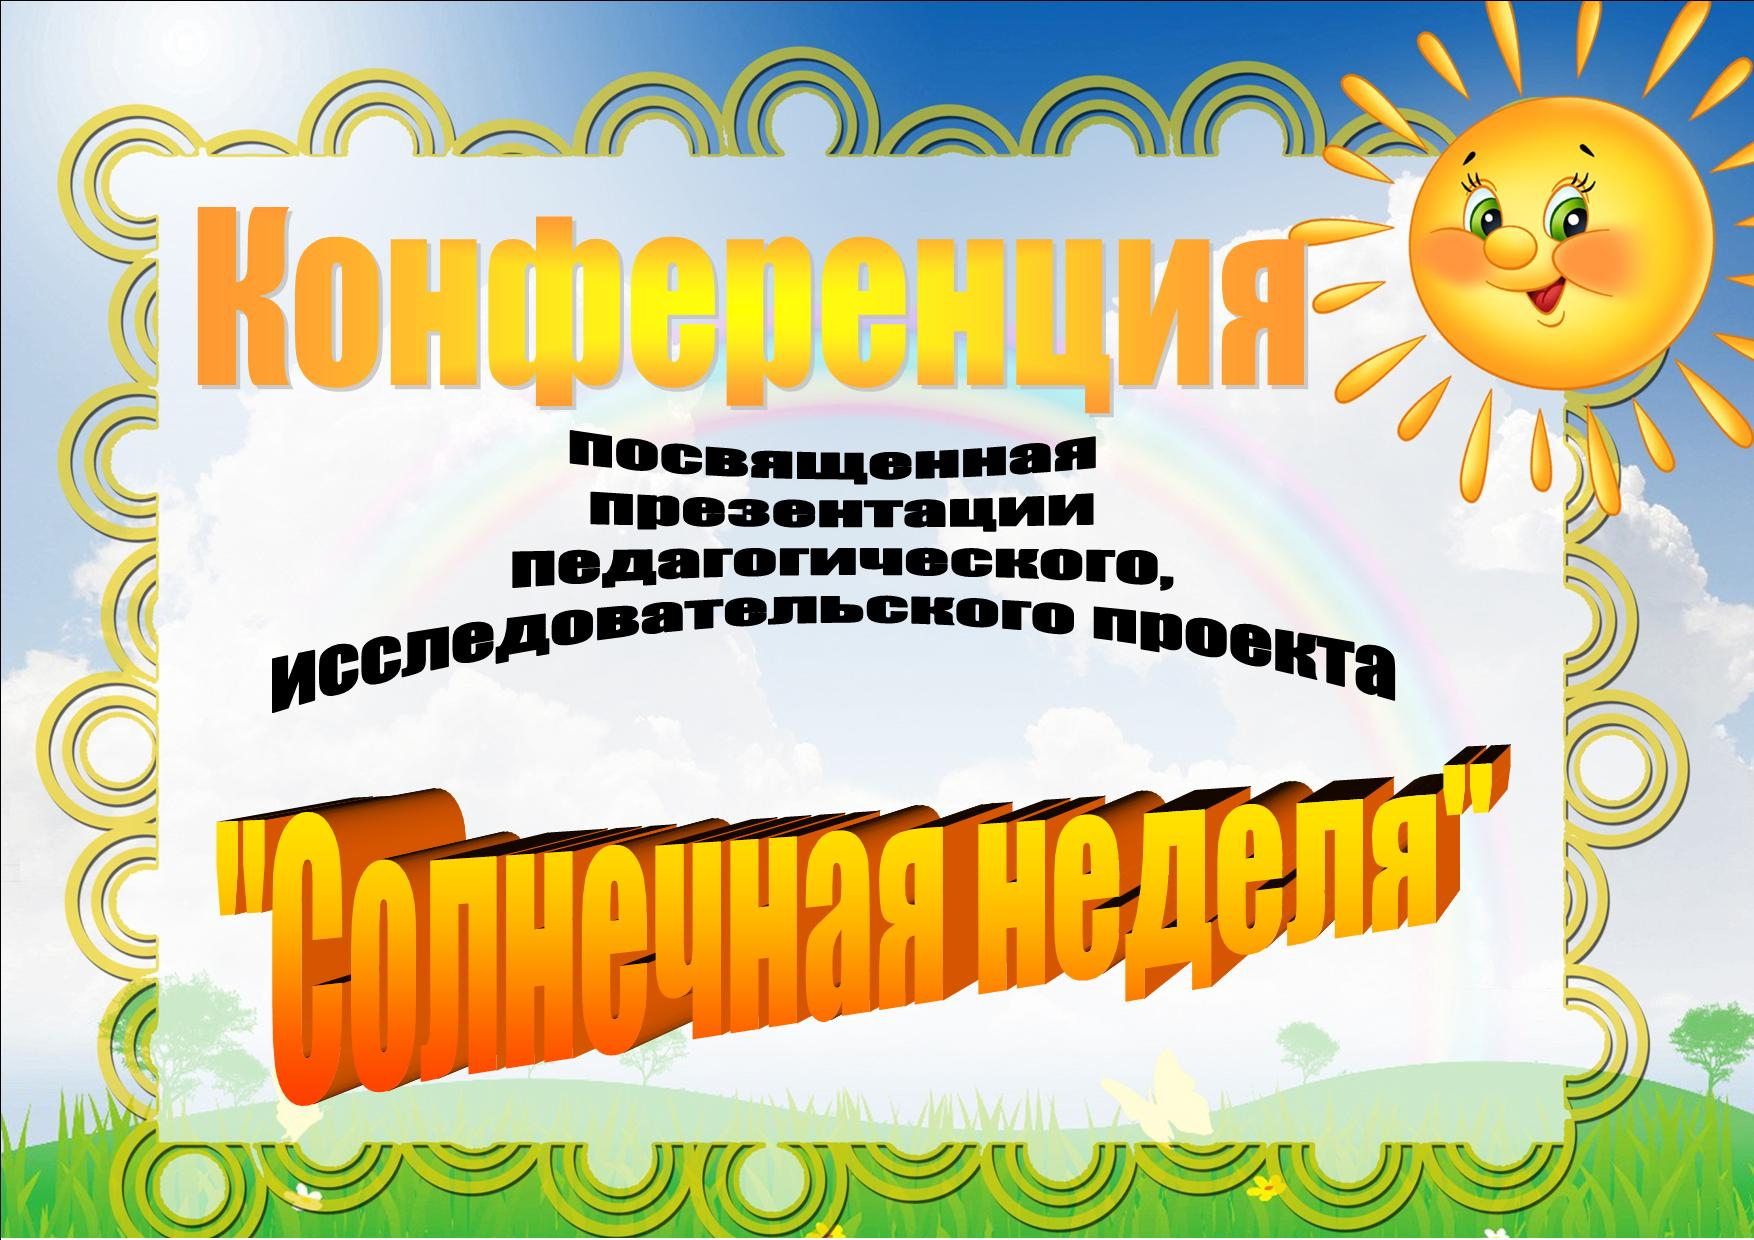 Конференция
посвященная
презентации
педагогического,
исследовательского проекта
"Солнечная неделя"